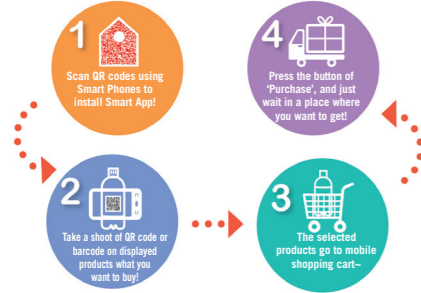 1
Scan QR codes using
Smart Phones to
install Smart App!
2
Take a shoot of QR code or
barcode on displayed
products what you
want to buy!
3
The selected
products go to mobile
shopping cart~
4
Press the button of
'Purchase', and just
wait in a place where
you want to get!